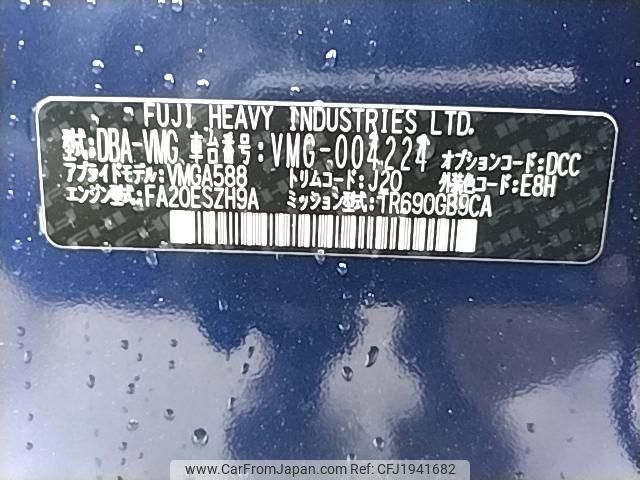 FUJI HEAVY INDUSTRIES LTD.
型式:DBA-VMG 車台番号:VMG-004224 オプションコード:DCC
アプライドモデル:VMGA588 トリムコード:J20 外装色コード:E8H
エンジン型式:FA20ESZH9A ミッション型式:TR690GB9CA
www.CarFromJapan.com - CFJ1941682